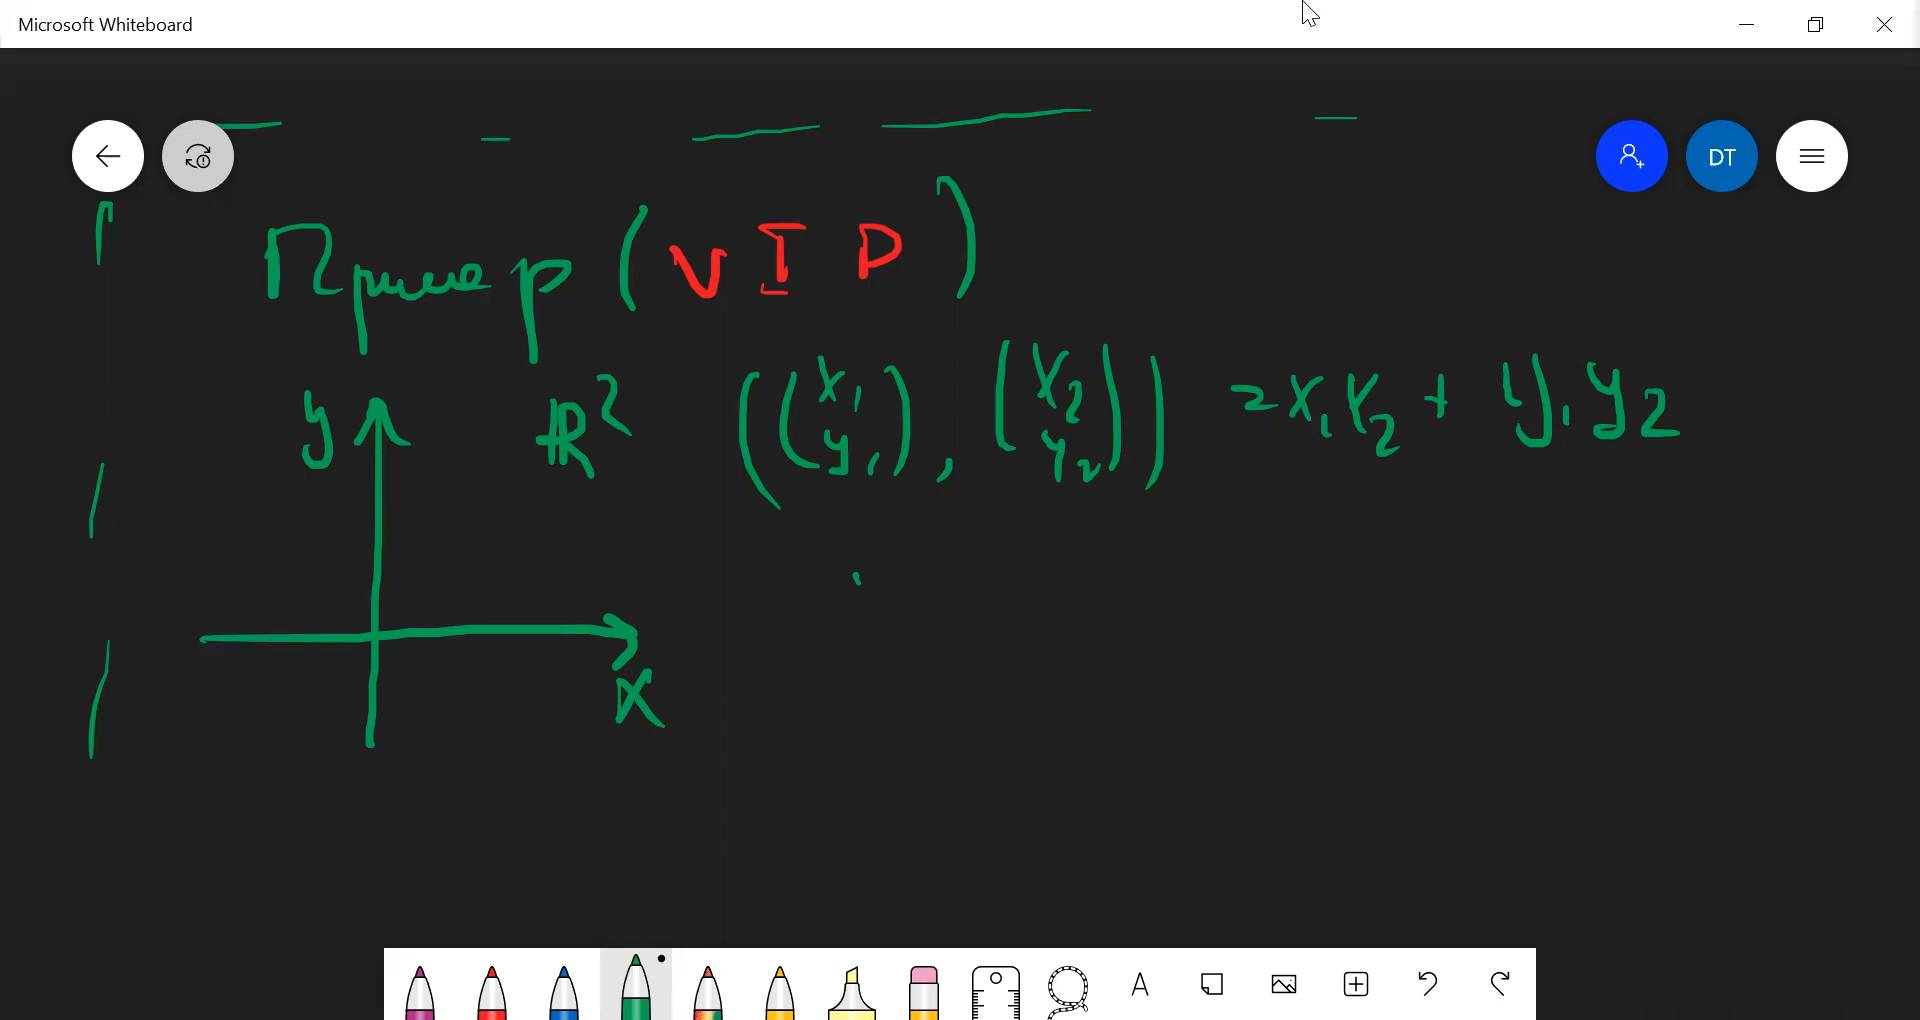 Microsoft Whiteboard
DT
Пример (VIP)
y ℝ² ((x₁ y₁), (x₂ y₂)) = x₁x₂ + y₁y₂
x
A